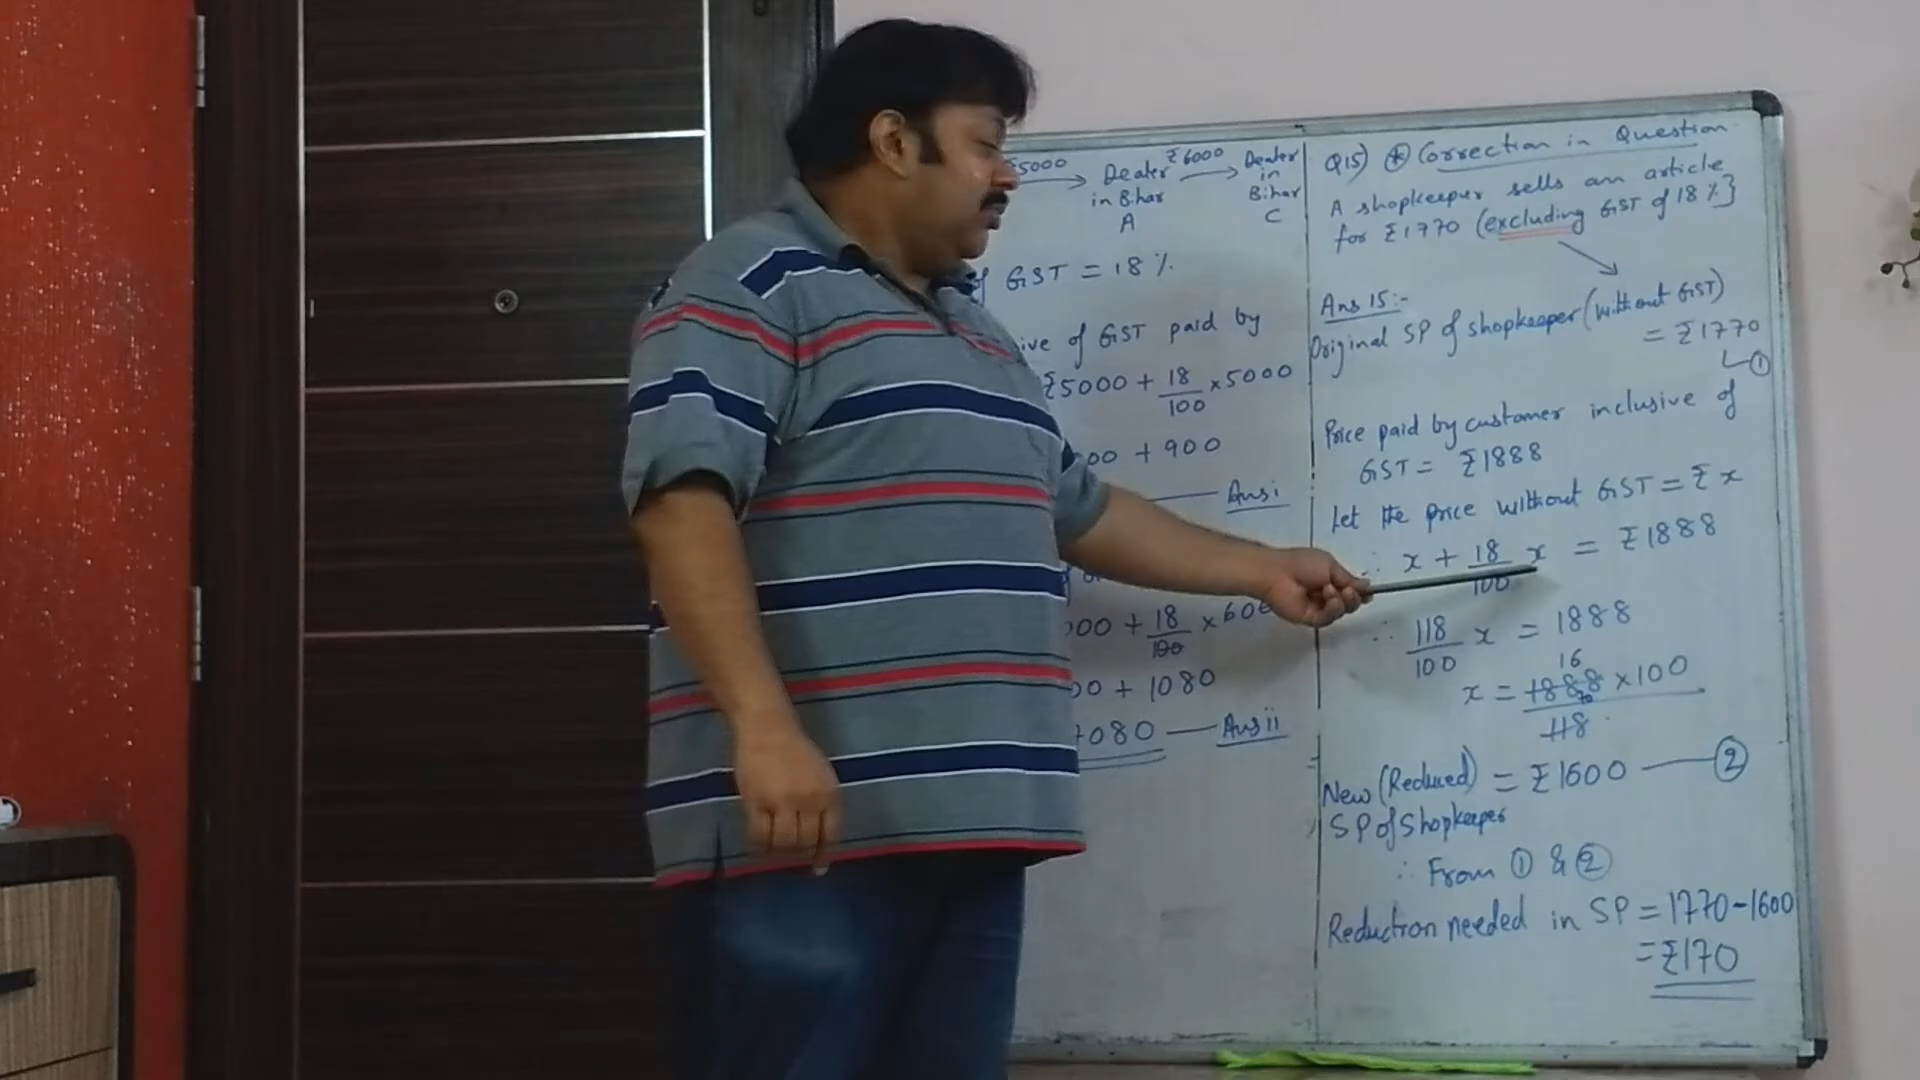 ₹5000 Dealer in Bihar A ₹6000 Dealer in Bihar C
of GST = 18%
ive of GST paid by
₹5000 + 18/100 × 5000
00 + 900
Ans i
00 + 18/100 × 600
00 + 1080
7080 — Ans ii
Q15) * Correction in Question
A shopkeeper sells an article
for ₹1770 (excluding GST of 18%}
Ans 15:-
Original SP of shopkeeper (without GST)
= ₹1770
①
Price paid by customer inclusive of
GST = ₹1888
Let the price without GST = ₹ x
∴ x + 18/100 x = ₹1888
∴ 118/100 x = 1888
16
x = 1888 × 100
118
New (Reduced) = ₹1600 — ②
SP of Shopkeeper
∴ From ① & ②
Reduction needed in SP = 1770-1600
= ₹170